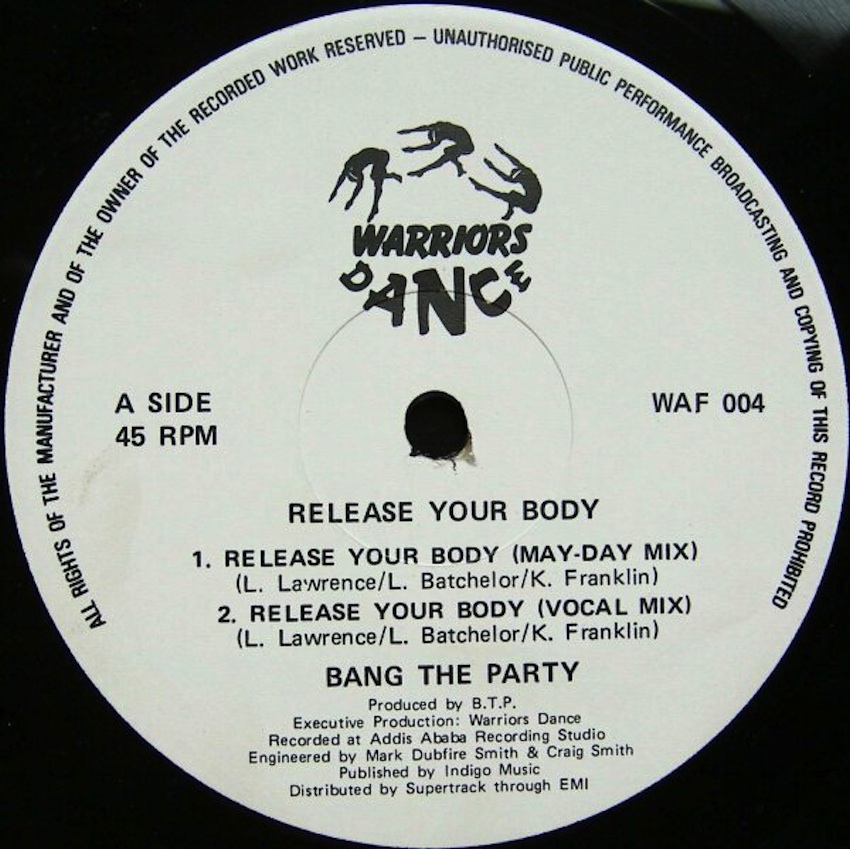 ALL RIGHTS OF THE MANUFACTURER AND OF THE OWNER OF THE RECORDED WORK RESERVED – UNAUTHORISED PUBLIC PERFORMANCE BROADCASTING AND COPYING OF THIS RECORD PROHIBITED
WARRIORS
DANCE
A SIDE
45 RPM
WAF 004
RELEASE YOUR BODY
1. RELEASE YOUR BODY (MAY-DAY MIX)
(L. Lawrence/L. Batchelor/K. Franklin)
2. RELEASE YOUR BODY (VOCAL MIX)
(L. Lawrence/L. Batchelor/K. Franklin)
BANG THE PARTY
Produced by B.T.P.
Executive Production: Warriors Dance
Recorded at Addis Ababa Recording Studio
Engineered by Mark Dubfire Smith & Craig Smith
Published by Indigo Music
Distributed by Supertrack through EMI